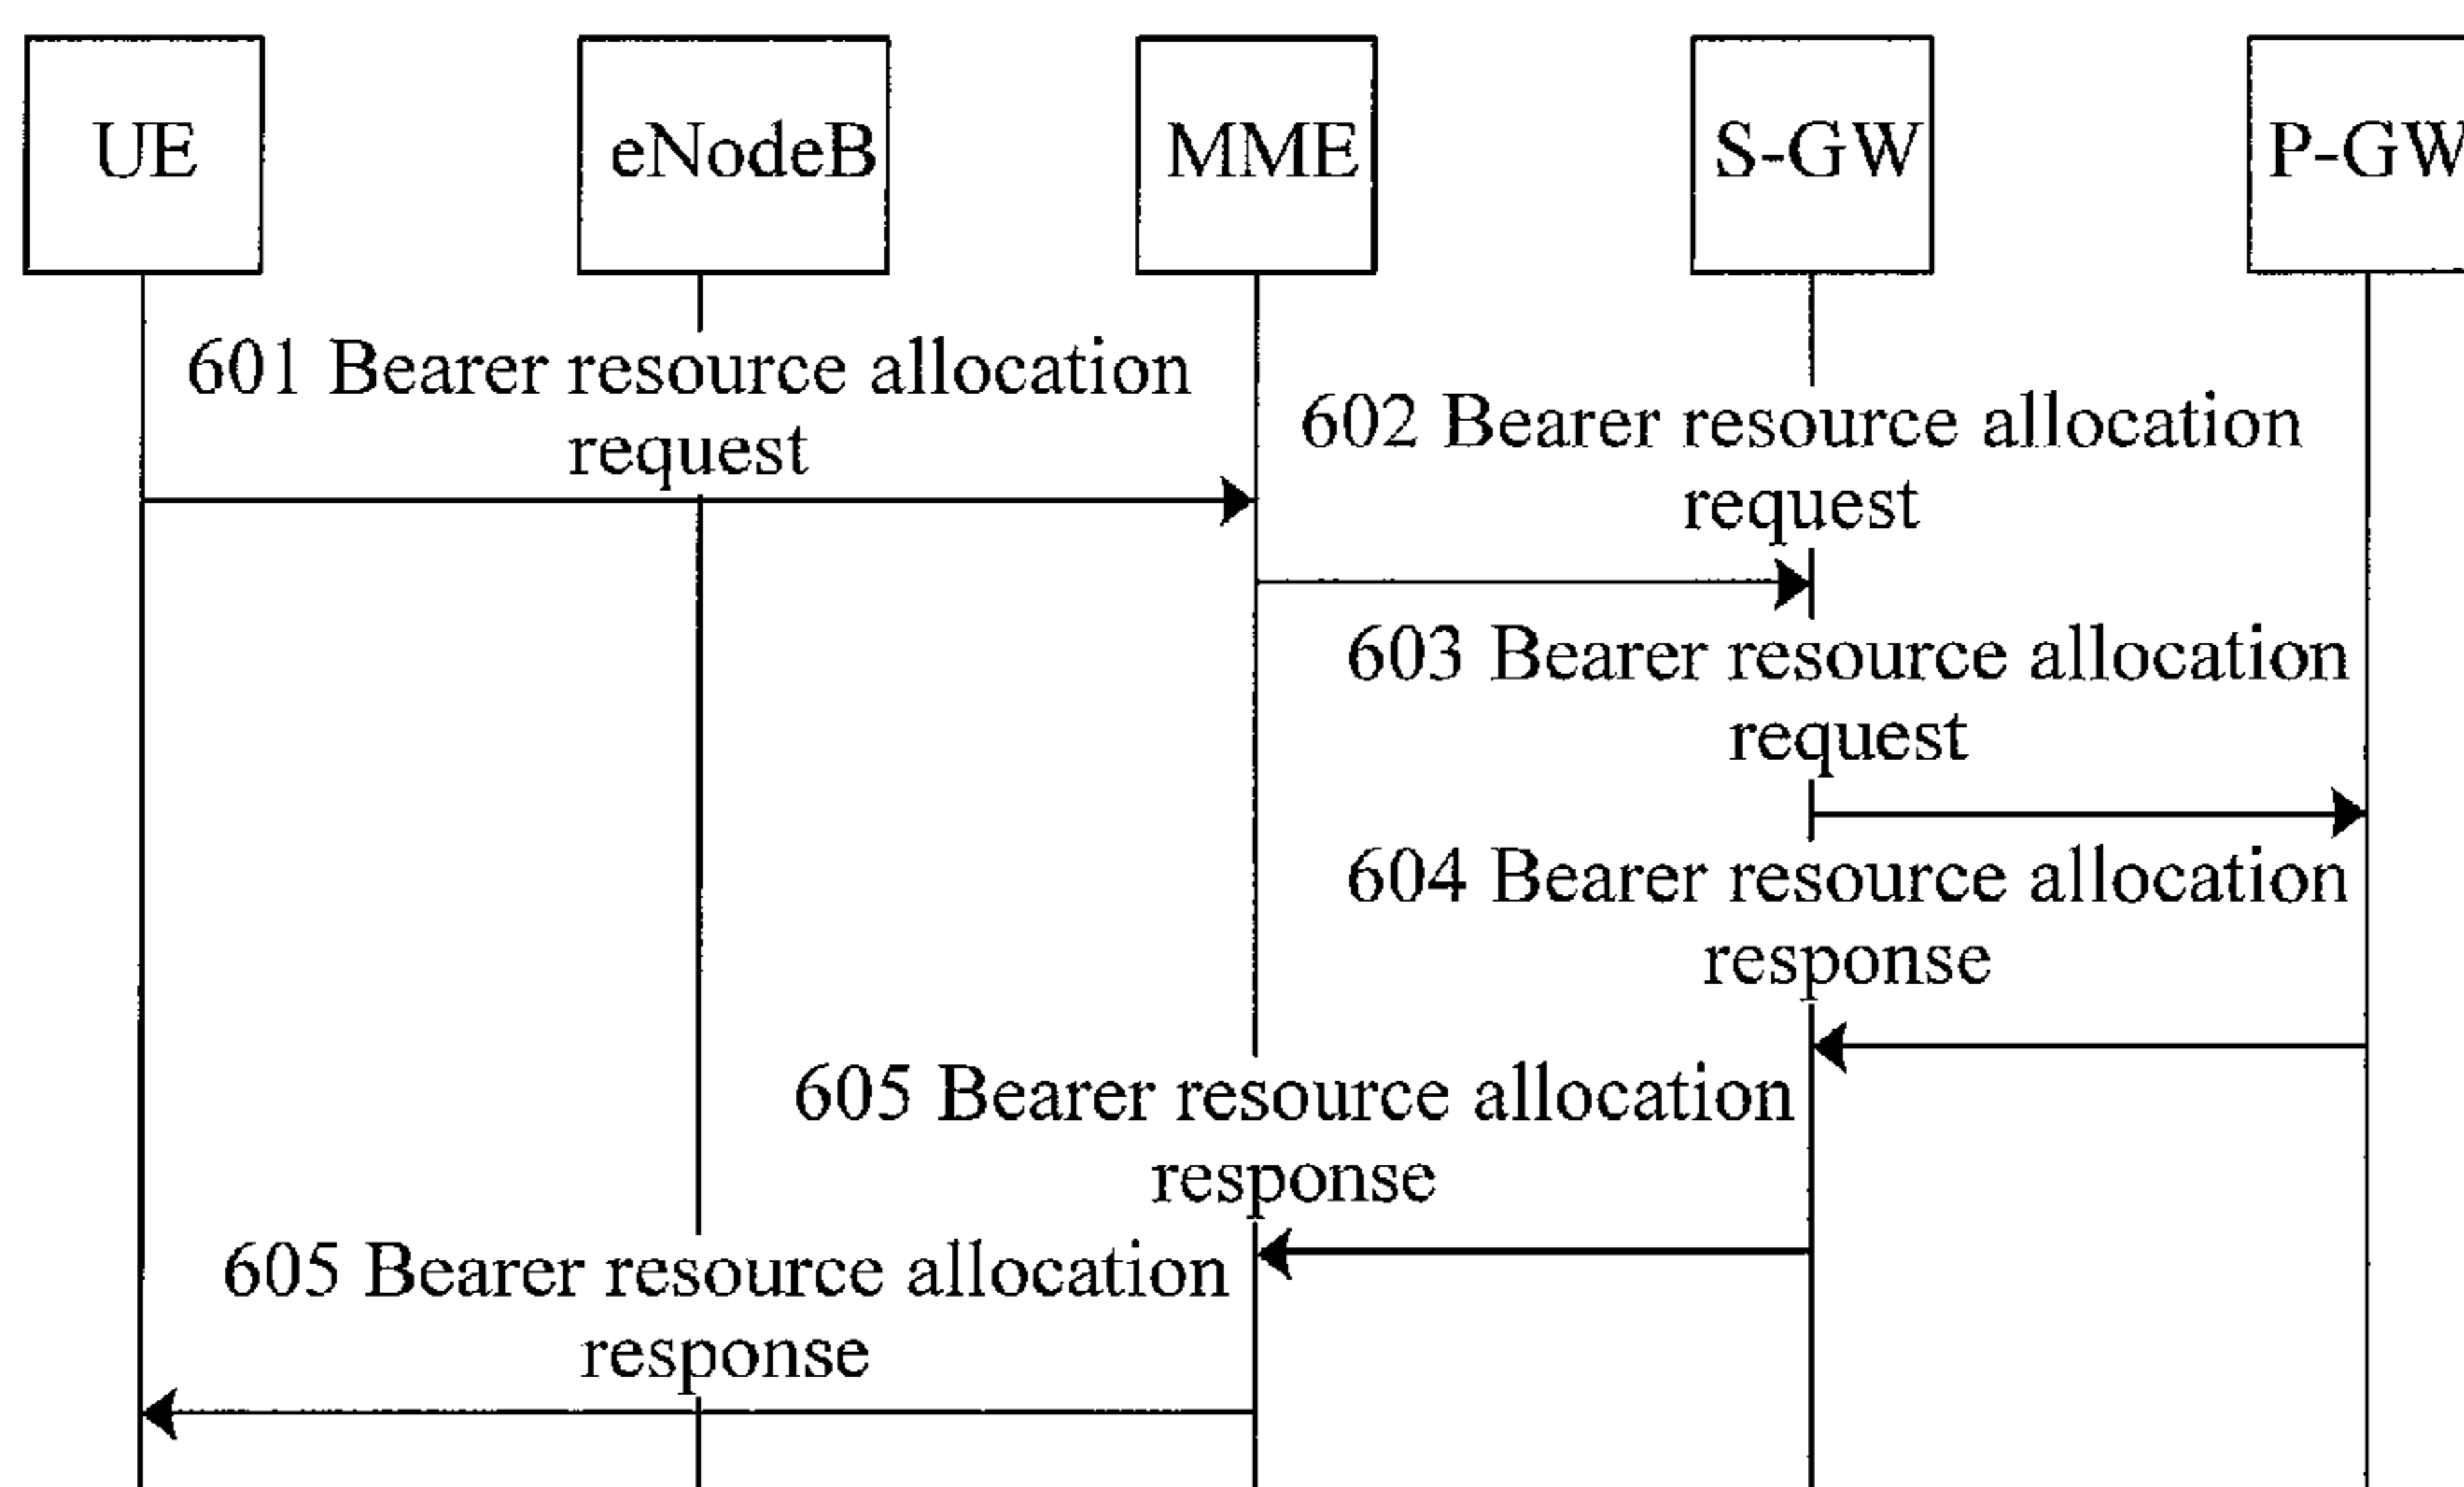 UE
eNodeB
MME
S-GW
P-GW
601 Bearer resource allocation
request
602 Bearer resource allocation
request
603 Bearer resource allocation
request
604 Bearer resource allocation
response
605 Bearer resource allocation
response
605 Bearer resource allocation
response